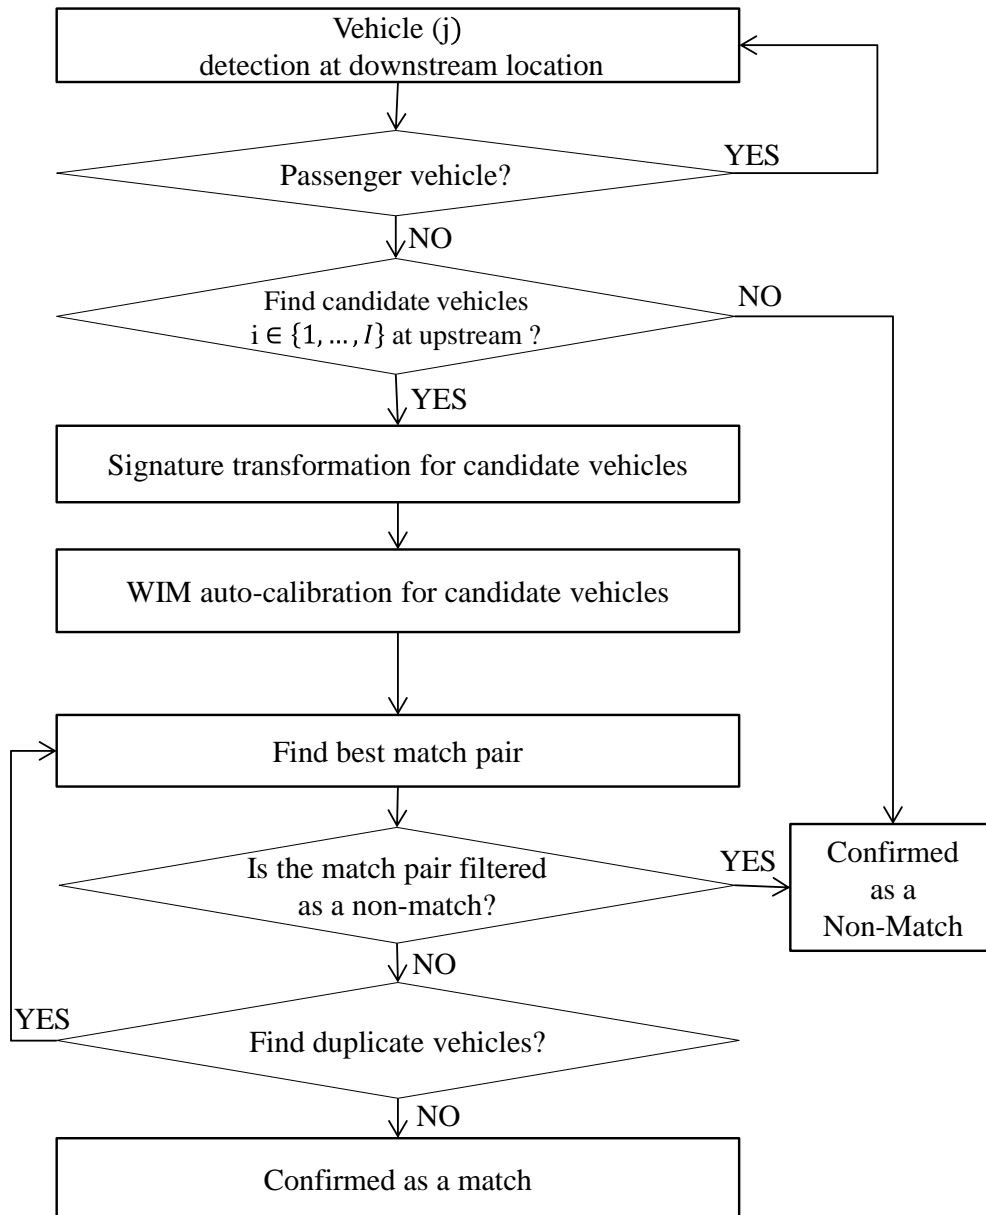 Vehicle (j)
detection at downstream location
Passenger vehicle?
YES
NO
Find candidate vehicles
i ∈ {1, … , I} at upstream ?
NO
YES
Signature transformation for candidate vehicles
WIM auto-calibration for candidate vehicles
Find best match pair
Is the match pair filtered
as a non-match?
YES
Confirmed
as a
Non-Match
NO
Find duplicate vehicles?
YES
NO
Confirmed as a match